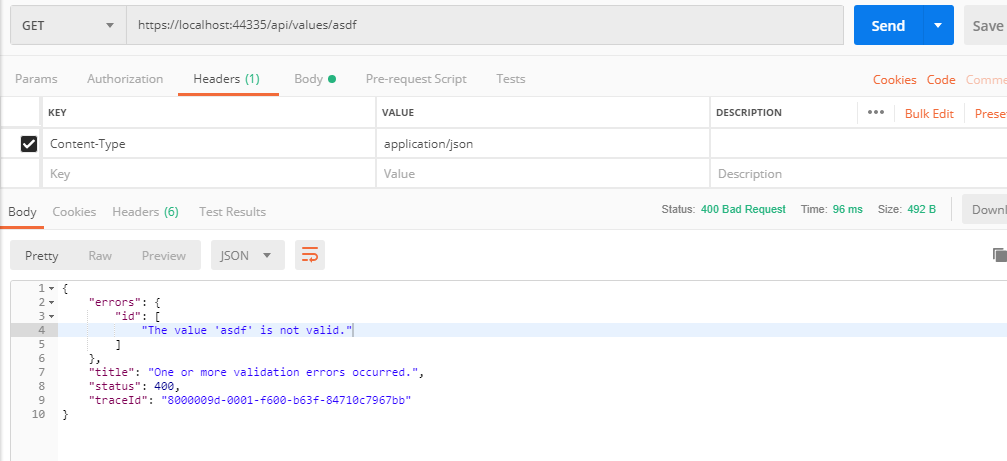 GET https://localhost:44335/api/values/asdf Send Save
Params Authorization Headers (1) Body Pre-request Script Tests Cookies Code Comme
KEY VALUE DESCRIPTION ••• Bulk Edit Prese
Content-Type application/json
Key Value Description
Body Cookies Headers (6) Test Results Status: 400 Bad Request Time: 96 ms Size: 492 B Downl
Pretty Raw Preview JSON
1 {
2 "errors": {
3 "id": [
4 "The value 'asdf' is not valid."
5 ]
6 },
7 "title": "One or more validation errors occurred.",
8 "status": 400,
9 "traceId": "8000009d-0001-f600-b63f-84710c7967bb"
10 }